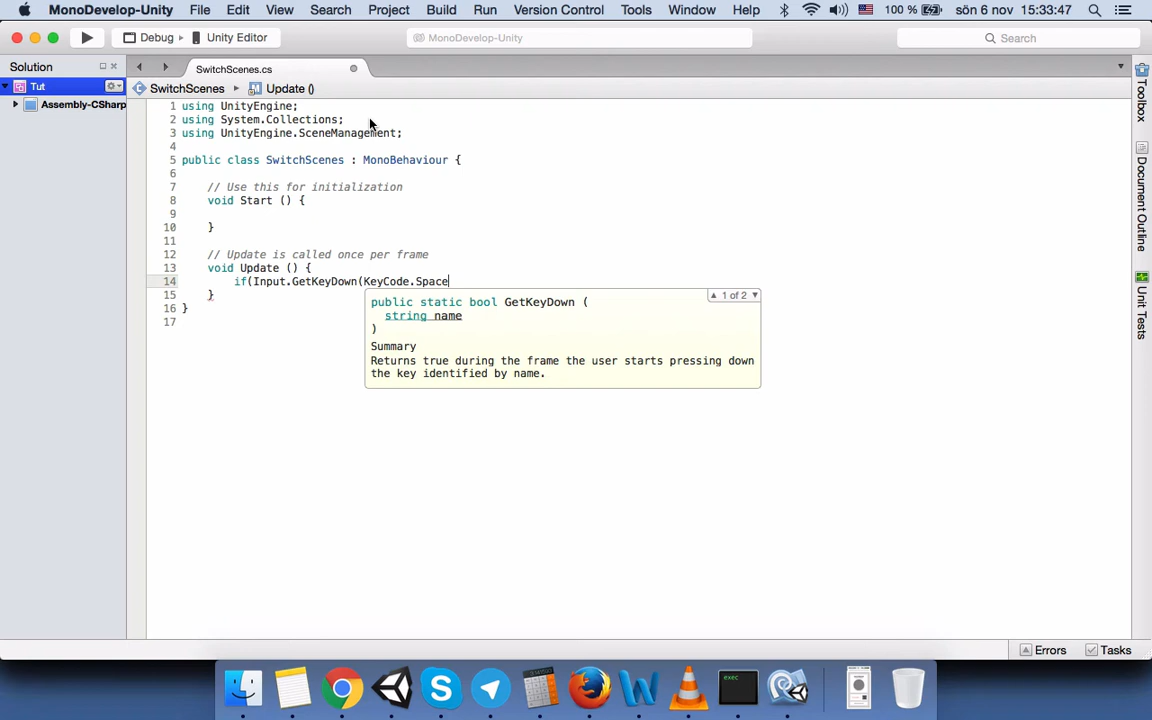 MonoDevelop-Unity File Edit View Search Project Build Run Version Control Tools Window Help 100 % sön 6 nov 15:33:47
Debug Unity Editor MonoDevelop-Unity Search
Solution
SwitchScenes.cs
Tut
SwitchScenes Update ()
Assembly-CSharp
1 using UnityEngine;
2 using System.Collections;
3 using UnityEngine.SceneManagement;
4
5 public class SwitchScenes : MonoBehaviour {
6
7 // Use this for initialization
8 void Start () {
9
10 }
11
12 // Update is called once per frame
13 void Update () {
14 if(Input.GetKeyDown(KeyCode.Space
15 }
16 }
17
1 of 2
public static bool GetKeyDown (
string name
)
Summary
Returns true during the frame the user starts pressing down
the key identified by name.
Toolbox
Document Outline
Unit Tests
Errors Tasks
exec